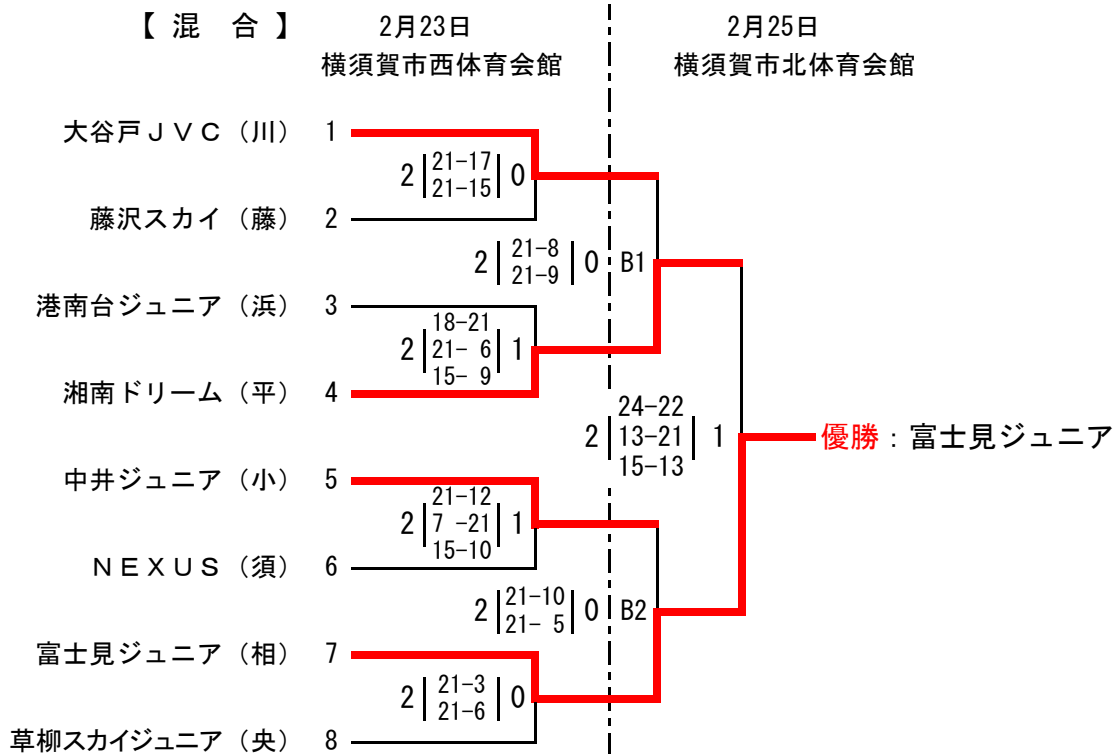 【 混　合 】
2月23日
2月25日
横須賀市西体育会館
横須賀市北体育会館
大谷戸ＪＶＣ（川） 1
2 21-17 0
21-15
藤沢スカイ（藤） 2
2 21-8 0 B1
21-9
港南台ジュニア（浜） 3
18-21
2 21- 6 1
15- 9
湘南ドリーム（平） 4
24-22
2 13-21 1
15-13
優勝：富士見ジュニア
中井ジュニア（小） 5
21-12
2 7 -21 1
15-10
ＮＥＸＵＳ（須） 6
2 21-10 0 B2
21- 5
富士見ジュニア（相） 7
2 21-3 0
21-6
草柳スカイジュニア（央） 8